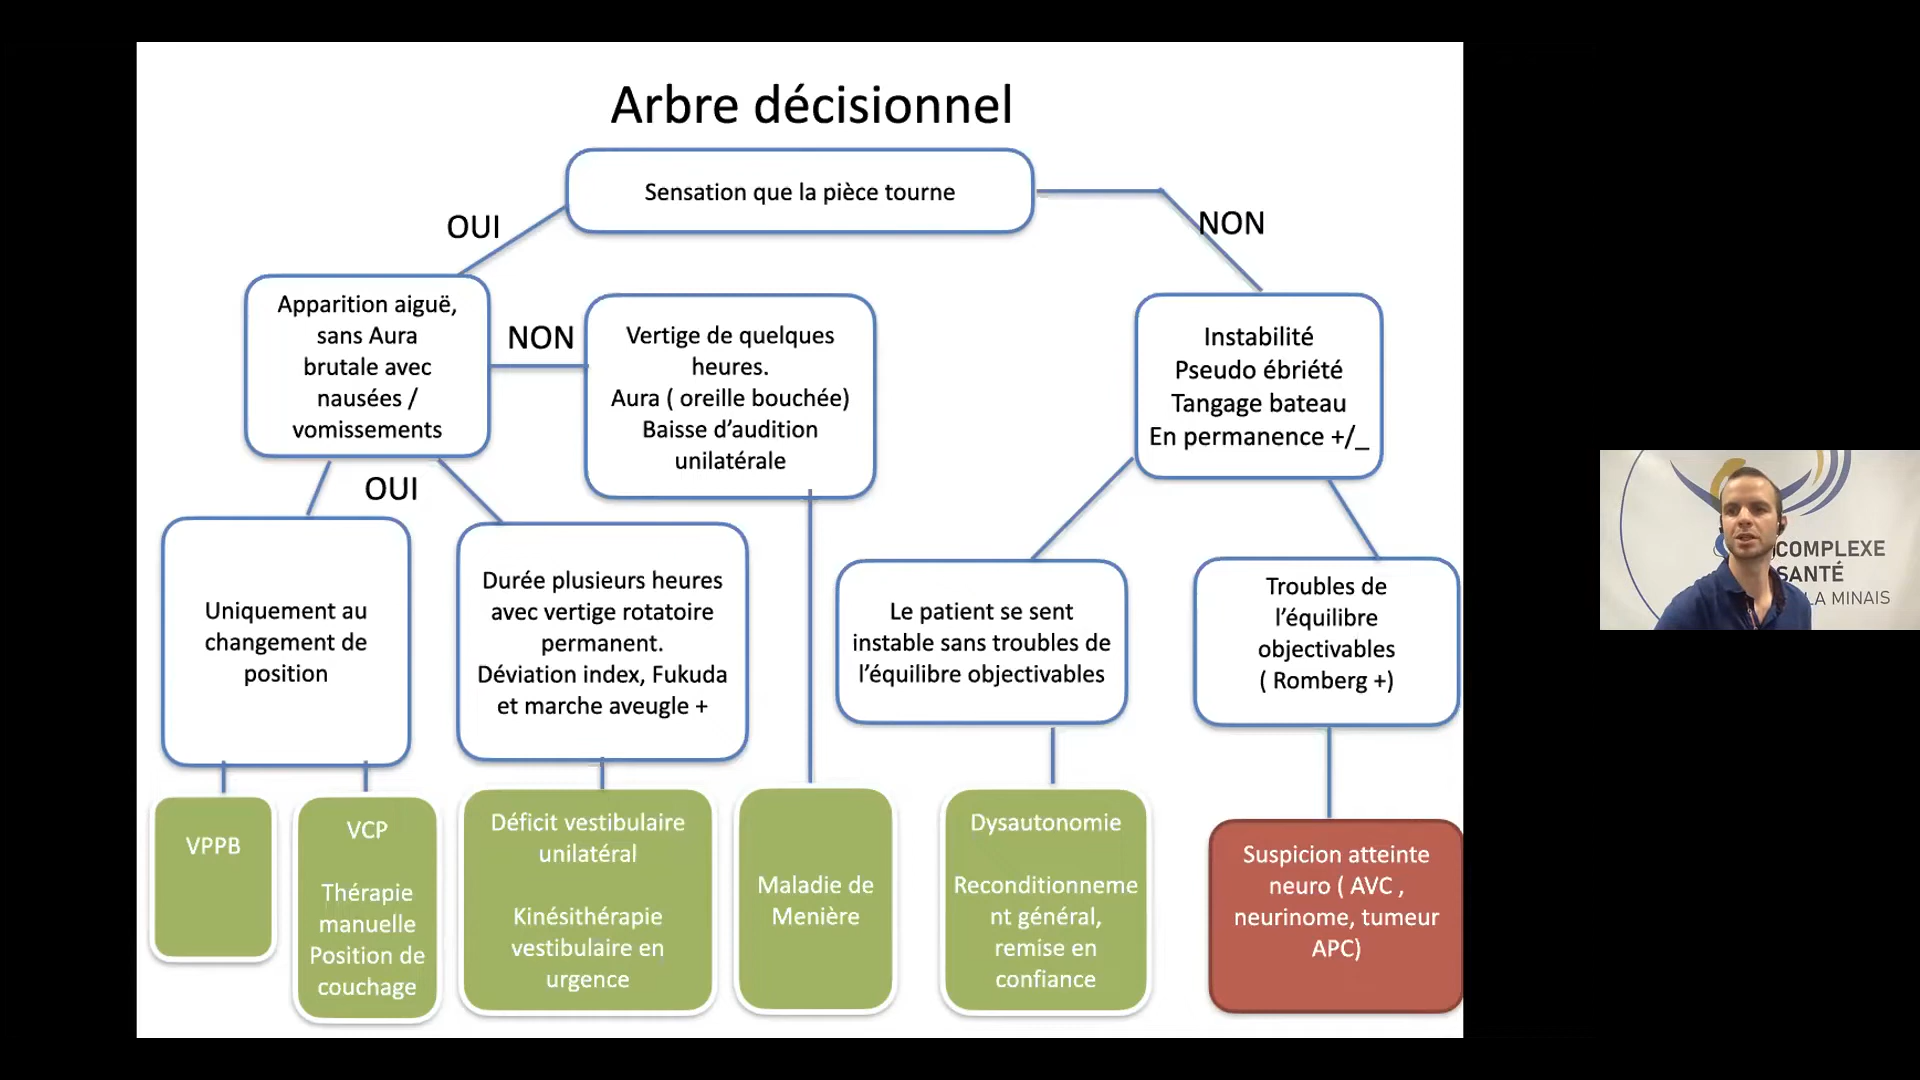 Arbre décisionnel
Sensation que la pièce tourne
OUI
NON
Apparition aiguë,
sans Aura
brutale avec
nausées /
vomissements
NON
Vertige de quelques
heures.
Aura ( oreille bouchée)
Baisse d'audition
unilatérale
Instabilité
Pseudo ébriété
Tangage bateau
En permanence +/_
OUI
Uniquement au
changement de
position
Durée plusieurs heures
avec vertige rotatoire
permanent.
Déviation index, Fukuda
et marche aveugle +
Le patient se sent
instable sans troubles de
l'équilibre objectivables
Troubles de
l'équilibre
objectivables
( Romberg +)
VPPB
VCP
Thérapie
manuelle
Position de
couchage
Déficit vestibulaire
unilatéral
Kinésithérapie
vestibulaire en
urgence
Maladie de
Menière
Dysautonomie
Reconditionneme
nt général,
remise en
confiance
Suspicion atteinte
neuro ( AVC ,
neurinome, tumeur
APC)
COMPLEXE
SANTÉ
LA MINAIS